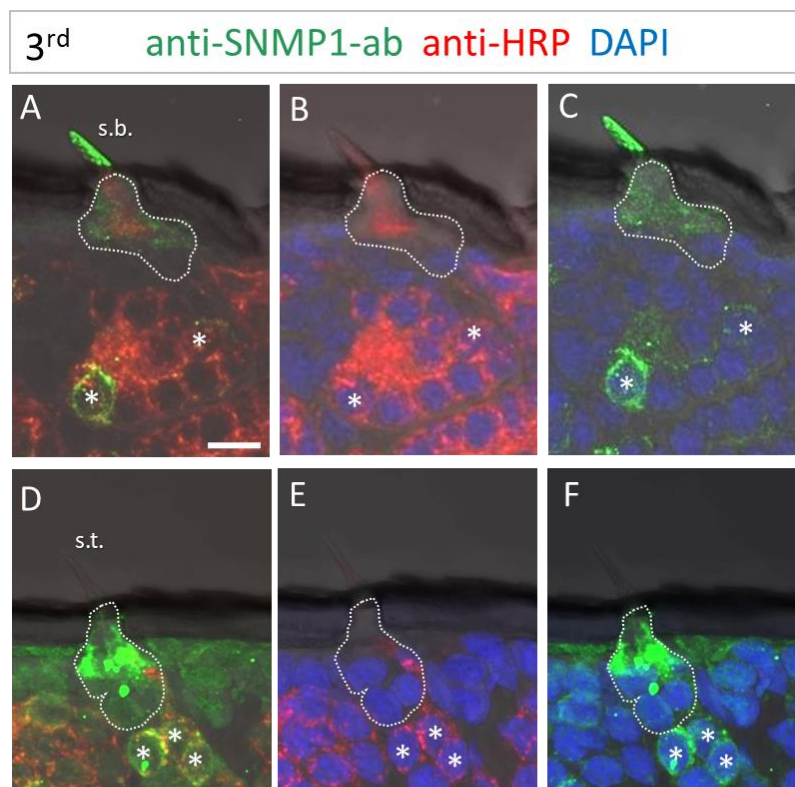 3rd anti-SNMP1-ab anti-HRP DAPI
A s.b. *
*
B *
*
C *
*
D s.t. * * *
E * * *
F * * *